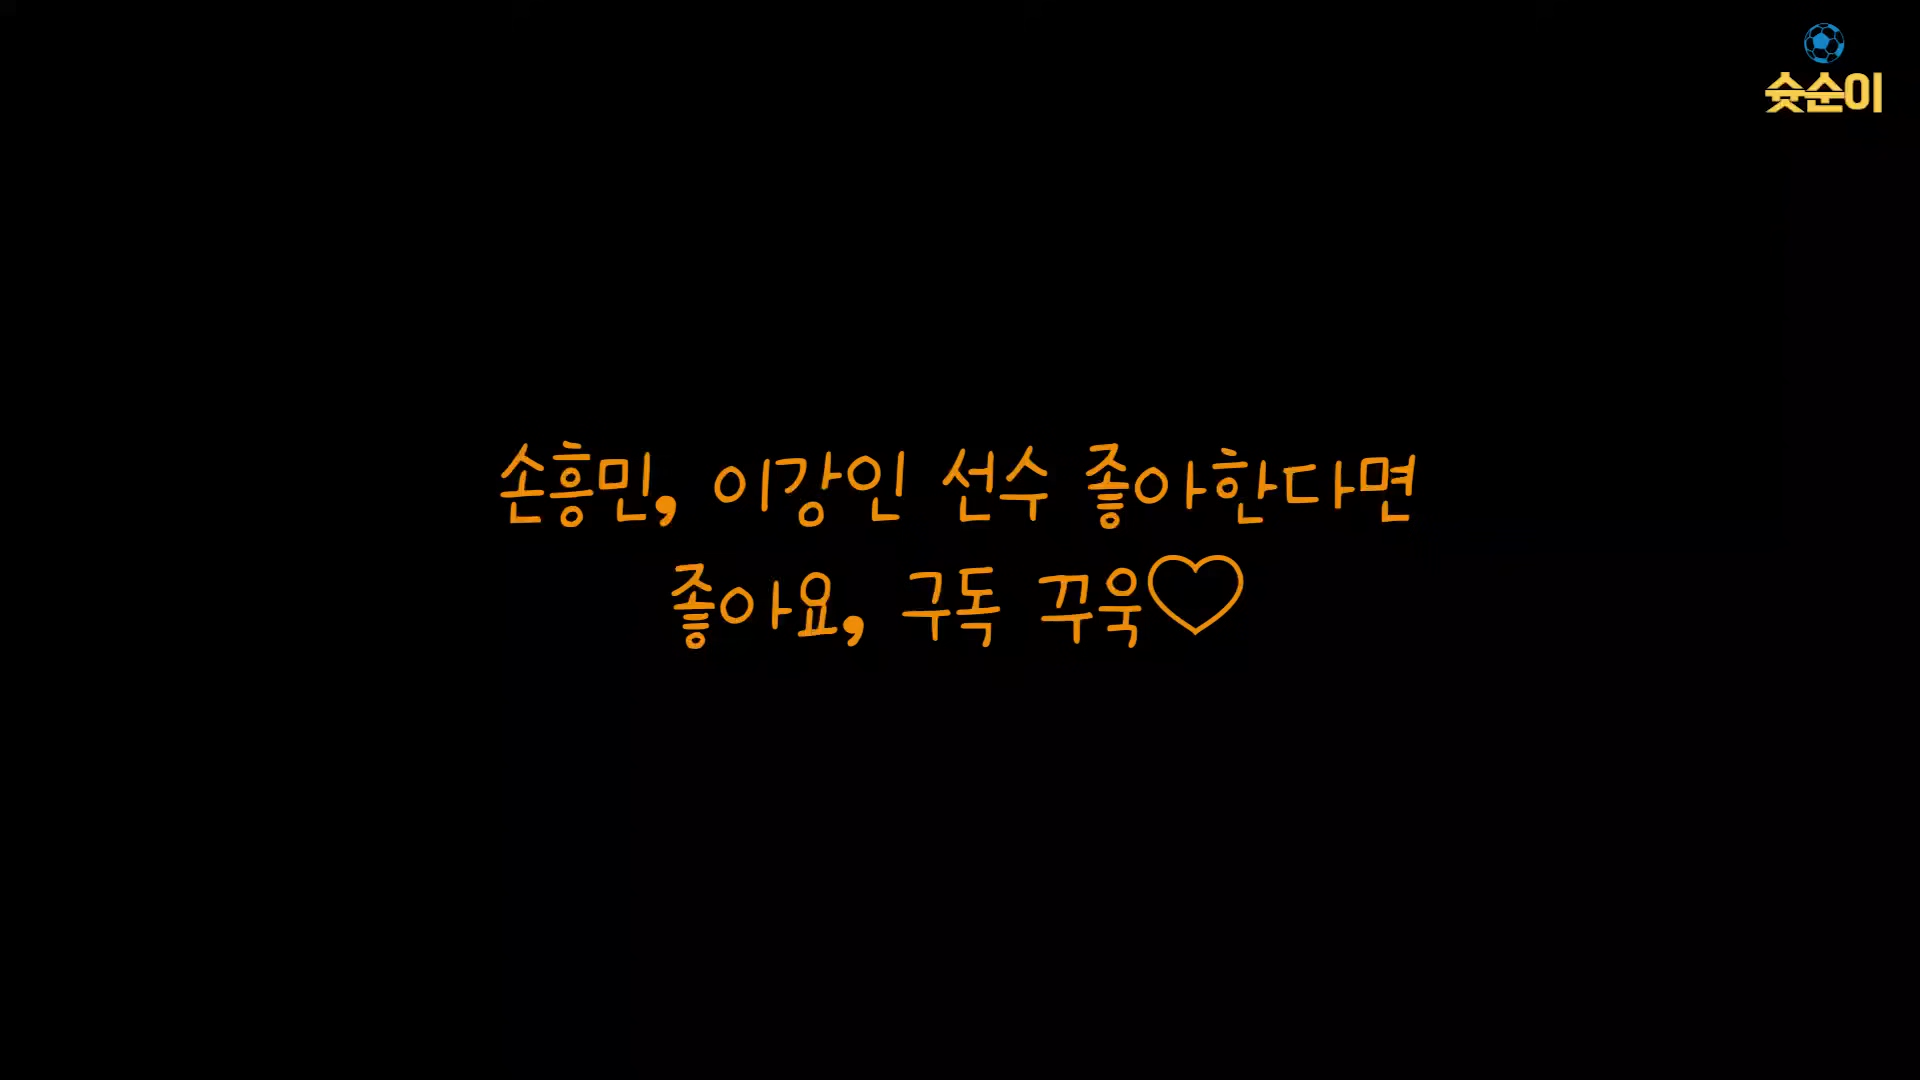 슛순이
손흥민, 이강인 선수 좋아한다면
좋아요, 구독 꾸욱♡